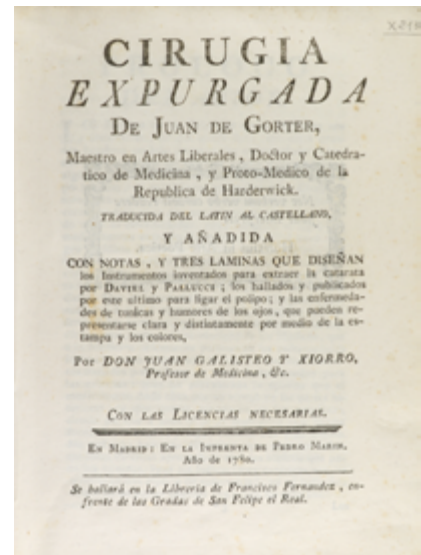 CIRUGIA
EXPURGADA
DE JUAN DE GORTER,
Maestro en Artes Liberales, Doctor y Catedra-
tico de Medicina, y Proto-Medico de la
Republica de Harderwick.
TRADUCIDA DEL LATIN AL CASTELLANO,
Y AÑADIDA
CON NOTAS, Y TRES LAMINAS QUE DISEÑAN
los Instrumentos inventados para extraer la catarata
por DAVIEL y PALLUCCI; los hallados y publicados
por este ultimo para ligar el polipo; y las enfermeda-
des de tunicas y humores de los ojos, que pueden re-
presentarse clara y distintamente por medio de la es-
tampa y los colores,
Por DON JUAN GALISTEO Y XIORRO,
Profesor de Medicina, &c.
CON LAS LICENCIAS NECESARIAS.
EN MADRID: EN LA IMPRENTA DE PEDRO MARIN.
Año de 1780.
Se hallará en la Libreria de Francisco Fernandez, en-
frente de las Gradas de San Felipe el Real.